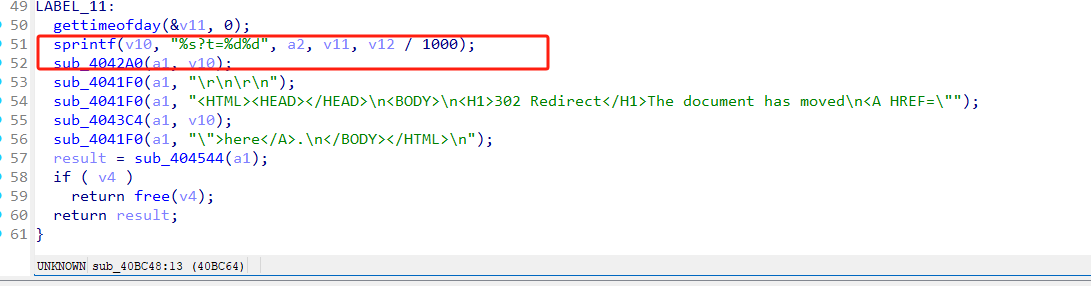 49 LABEL_11:
50 gettimeofday(&v11, 0);
51 sprintf(v10, "%s?t=%d%d", a2, v11, v12 / 1000);
52 sub_4042A0(a1, v10);
53 sub_4041F0(a1, "\r\n\r\n");
54 sub_4041F0(a1, "<HTML><HEAD></HEAD>\n<BODY>\n<H1>302 Redirect</H1>The document has moved\n<A HREF=\"");
55 sub_4043C4(a1, v10);
56 sub_4041F0(a1, "\">here</A>.\n</BODY></HTML>\n");
57 result = sub_404544(a1);
58 if ( v4 )
59 return free(v4);
60 return result;
61 }
UNKNOWN sub_40BC48:13 (40BC64)